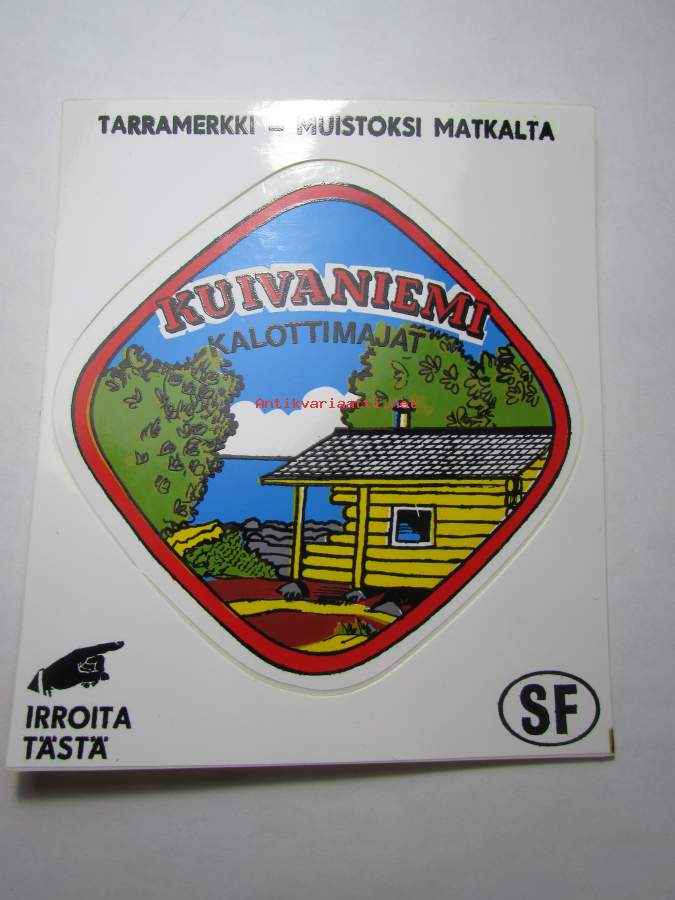 TARRAMERKKI - MUISTOKSI MATKALTA
KUIVANIEMI
KALOTTIMAJAT
Antikvariaatti.net
IRROITA
TÄSTÄ
SF